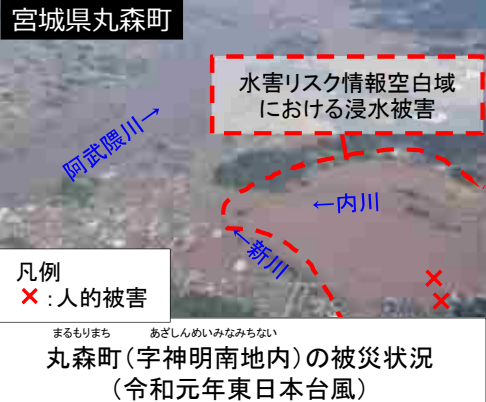 宮城県丸森町
水害リスク情報空白域
における浸水被害
阿武隈川→
←内川
←新川
凡例
×:人的被害
まるもりまち あざしんめいみなみちない
丸森町(字神明南地内)の被災状況
(令和元年東日本台風)